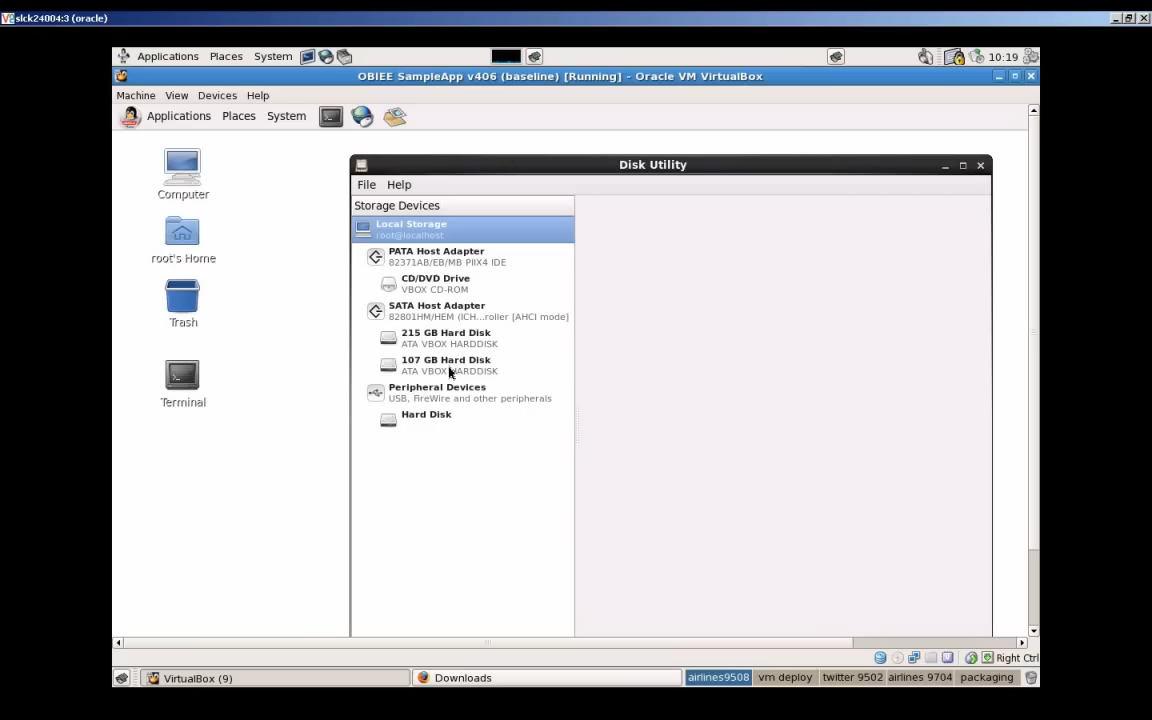 slck24004:3 (oracle)
Applications Places System 10:19
OBIEE SampleApp v406 (baseline) [Running] - Oracle VM VirtualBox
Machine View Devices Help
Applications Places System
Computer
root's Home
Trash
Terminal
Disk Utility
File Help
Storage Devices
Local Storage
root@localhost
PATA Host Adapter
82371AB/EB/MB PIIX4 IDE
CD/DVD Drive
VBOX CD-ROM
SATA Host Adapter
82801HM/HEM (ICH...roller [AHCI mode]
215 GB Hard Disk
ATA VBOX HARDDISK
107 GB Hard Disk
ATA VBOX HARDDISK
Peripheral Devices
USB, FireWire and other peripherals
Hard Disk
Right Ctrl
VirtualBox (9) Downloads airlines9508 vm deploy twitter 9502 airlines 9704 packaging